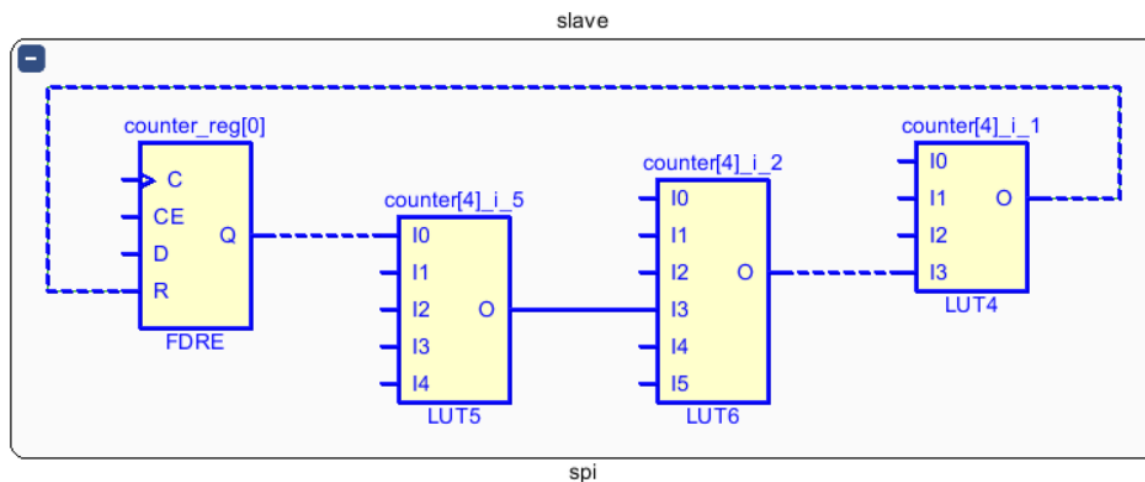 slave
−
counter_reg[0]
C
CE
D
R
Q
FDRE
counter[4]_i_5
I0
I1
I2
I3
I4
O
LUT5
counter[4]_i_2
I0
I1
I2
I3
I4
I5
O
LUT6
counter[4]_i_1
I0
I1
I2
I3
O
LUT4
spi